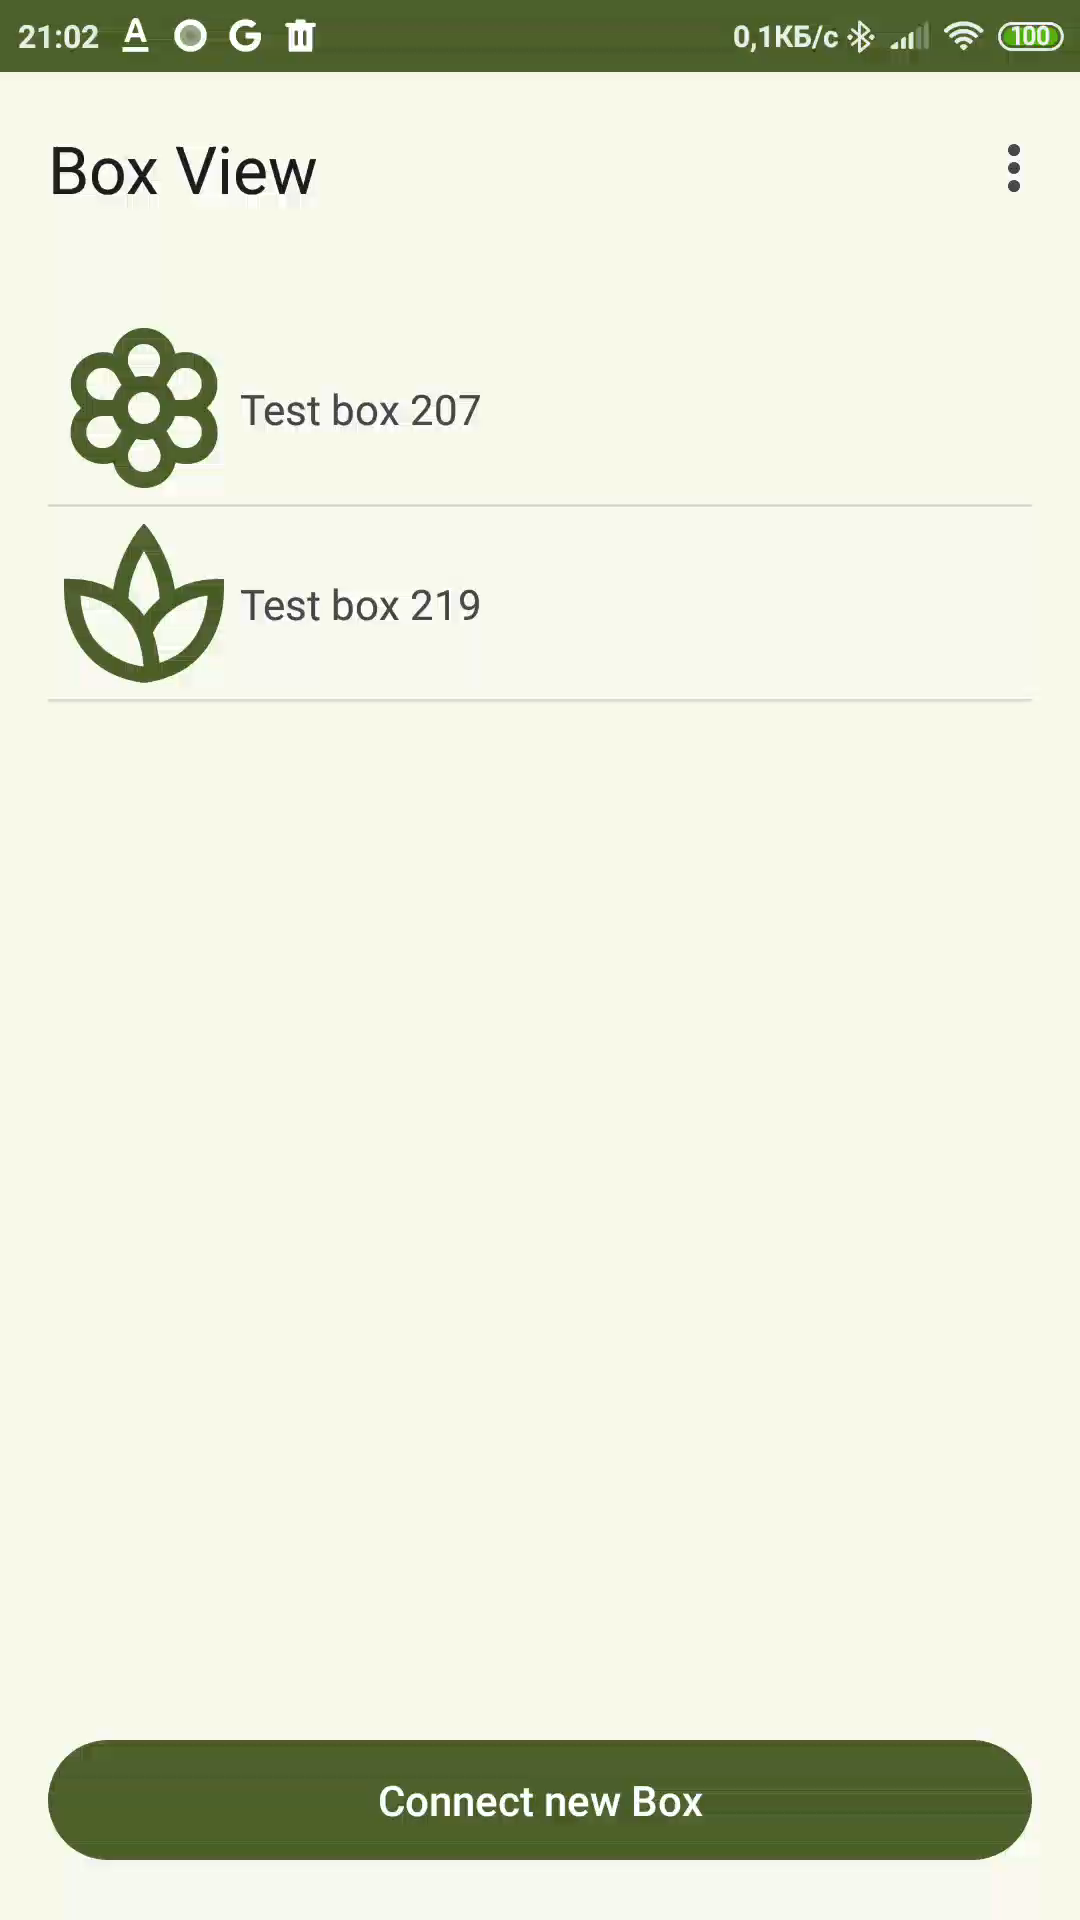 21:02 A G 0,1КБ/с 100
Box View
Test box 207
Test box 219
Connect new Box